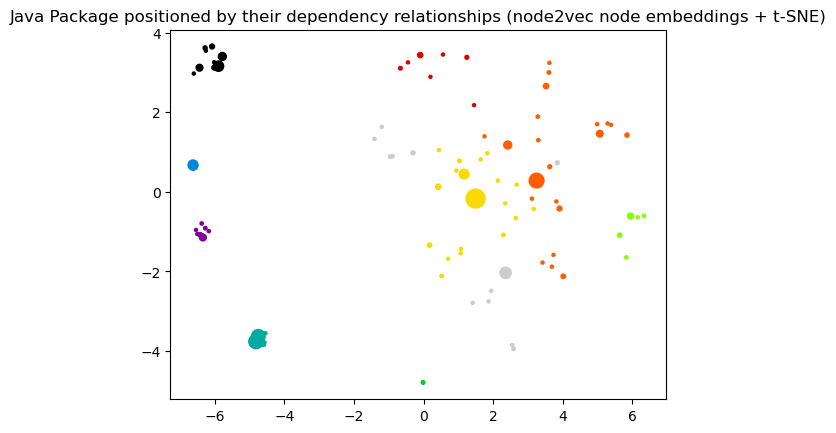 Java Package positioned by their dependency relationships (node2vec node embeddings + t-SNE)
4
2
0
−2
−4
−6 −4 −2 0 2 4 6